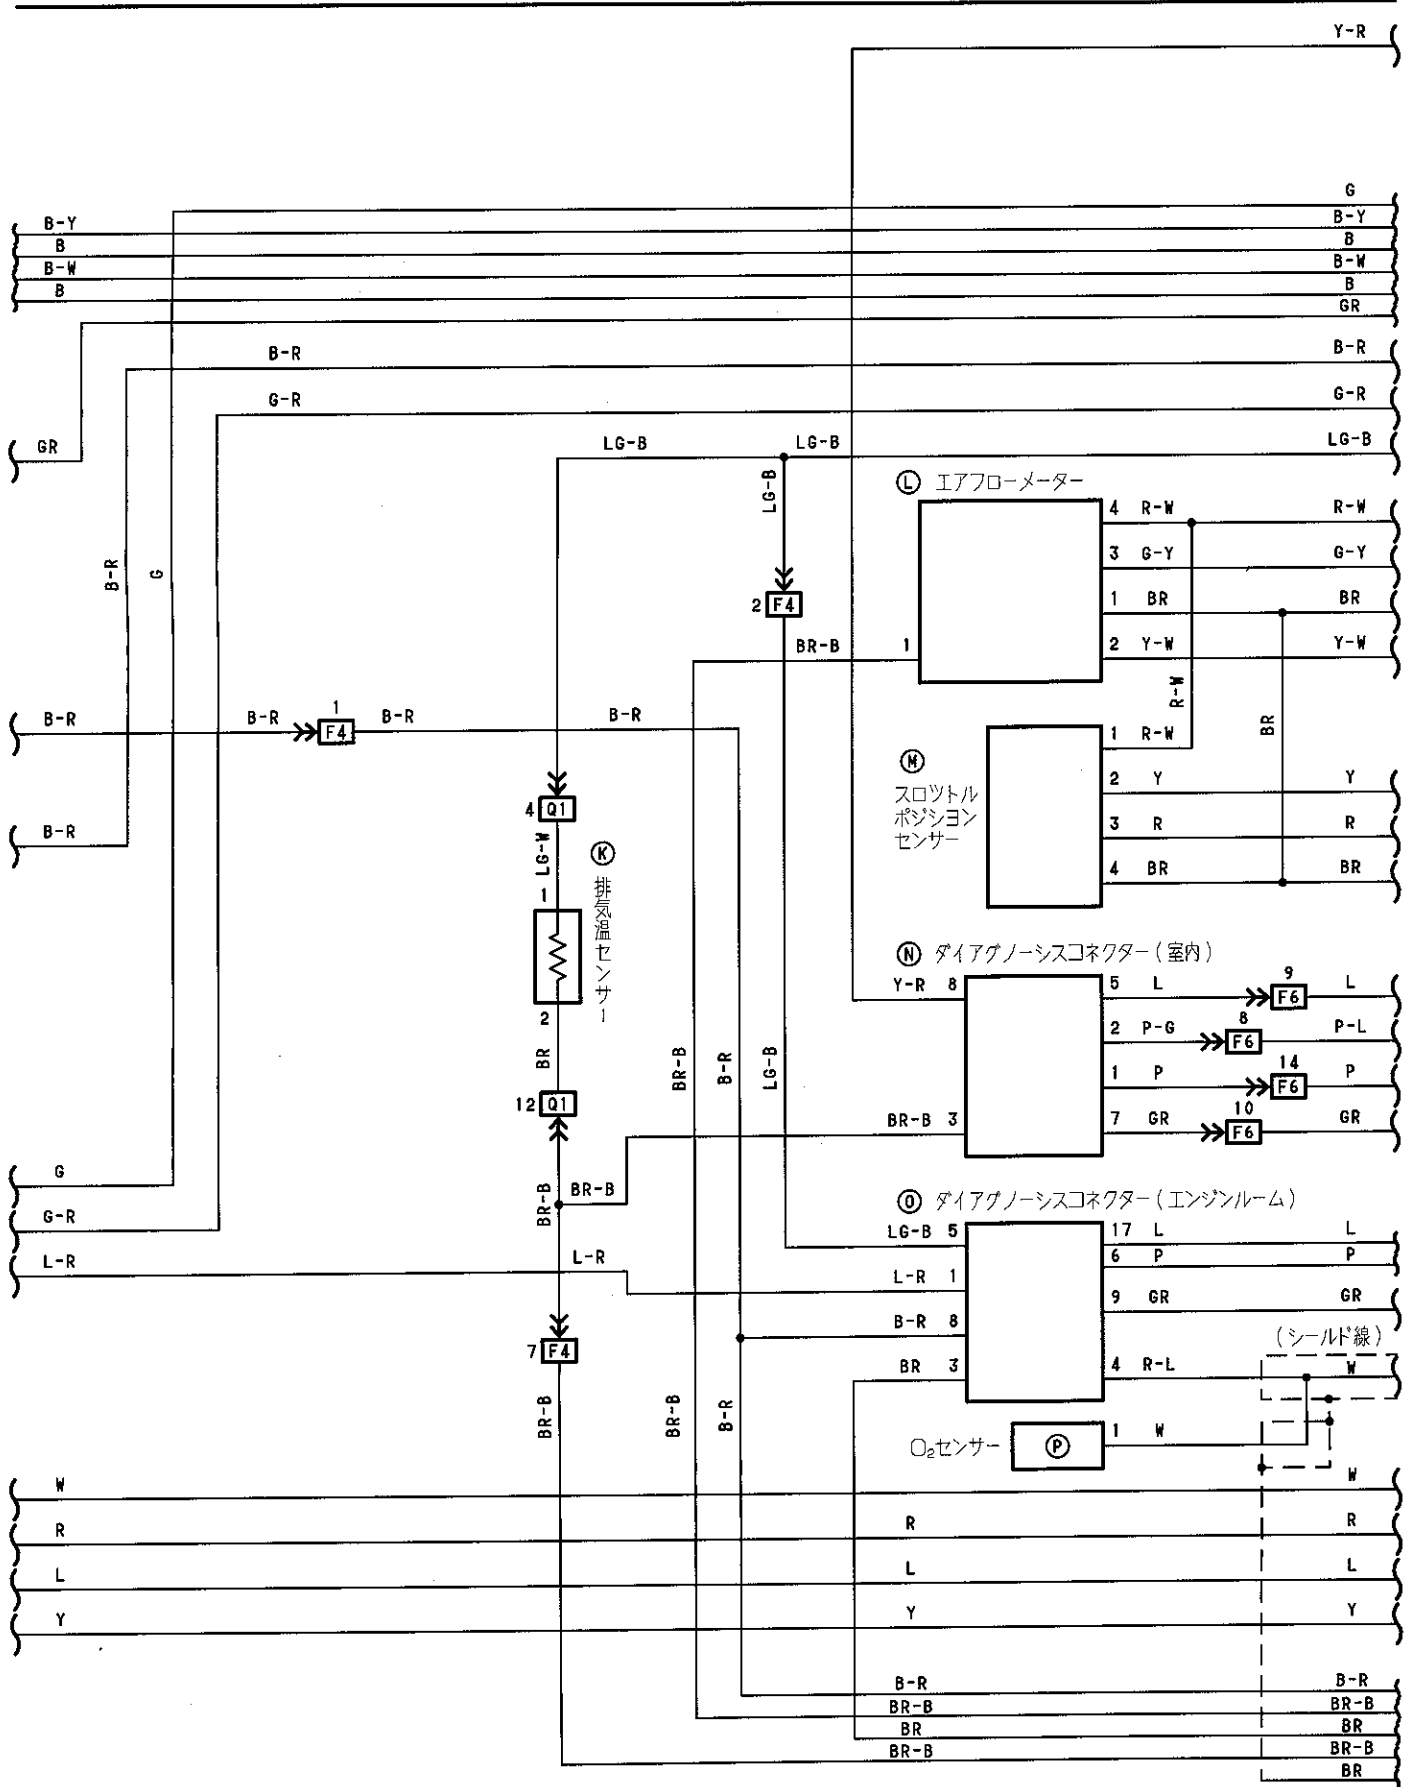 Y-R
G
B-Y
B-Y
B
B
B-W
B-W
B
B
GR
B-R
B-R
G-R
G-R
GR
LG-B
LG-B
LG-B
LG-B
L エアフローメーター
4 R-W
R-W
3 G-Y
G-Y
1 BR
BR
2 Y-W
Y-W
2 F4
BR-B
1
B-R
G
R-W
BR
B-R
B-R
1
F4
B-R
B-R
1 R-W
M
スロツトル
ポジシヨン
センサー
2 Y
Y
3 R
R
4 BR
BR
4 Q1
B-R
LG-W
K
排気温センサー
1
2
BR
12 Q1
N ダイアグノーシスコネクター(室内)
Y-R 8
5 L
9
F6
L
2 P-G
8
F6
P-L
1 P
14
F6
P
BR-B 3
7 GR
10
F6
GR
BR-B
B-R
LG-B
G
BR-B
BR-B
G-R
L-R
L-R
O ダイアグノーシスコネクター(エンジンルーム)
LG-B 5
17 L
L
6 P
P
L-R 1
9 GR
GR
B-R 8
(シールド線)
BR 3
4 R-L
W
7 F4
BR-B
BR-B
B-R
O₂センサー
P
1 W
W
W
R
R
R
L
L
L
Y
Y
Y
B-R
B-R
BR-B
BR-B
BR
BR
BR-B
BR-B
BR